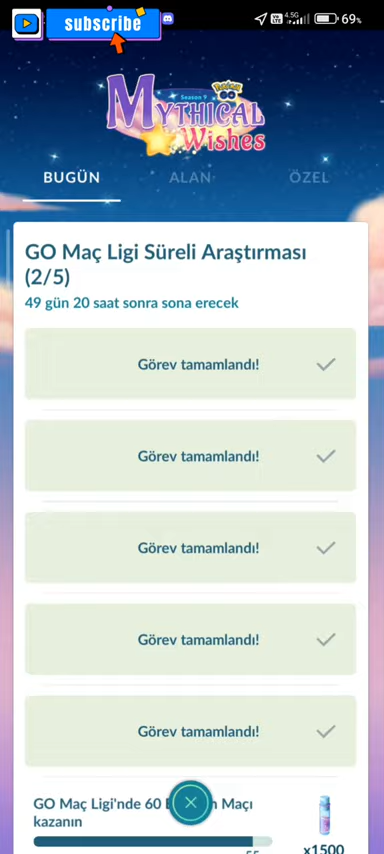 subscribe
4.5G
69%
Season 9
POKÉMON
GO
MYTHICAL
Wishes
BUGÜN
ALAN
ÖZEL
GO Maç Ligi Süreli Araştırması
(2/5)
49 gün 20 saat sonra sona erecek
Görev tamamlandı!
Görev tamamlandı!
Görev tamamlandı!
Görev tamamlandı!
Görev tamamlandı!
GO Maç Ligi'nde 60 Maçı
kazanın
x1500